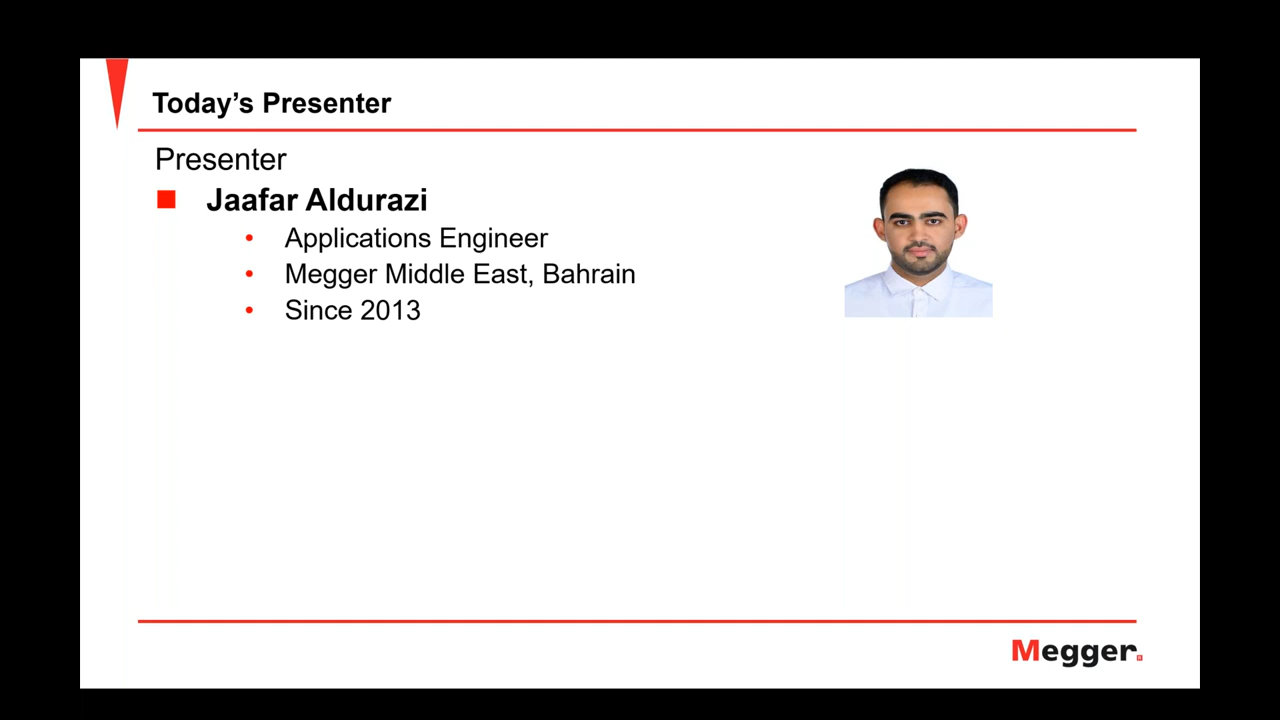 Today’s Presenter
Presenter
Jaafar Aldurazi
Applications Engineer
Megger Middle East, Bahrain
Since 2013
Megger.